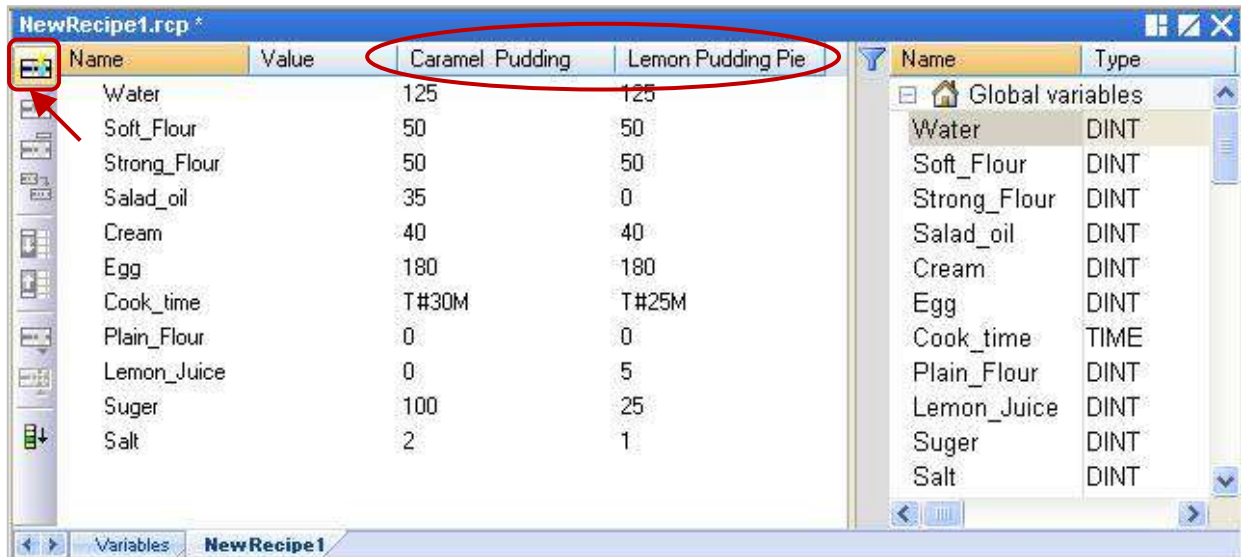 NewRecipe1.rcp *
Name Value Caramel Pudding Lemon Pudding Pie Name Type
Water 125 125 Global variables
Soft_Flour 50 50 Water DINT
Strong_Flour 50 50 Soft_Flour DINT
Salad_oil 35 0 Strong_Flour DINT
Cream 40 40 Salad_oil DINT
Egg 180 180 Cream DINT
Cook_time T#30M T#25M Egg DINT
Plain_Flour 0 0 Cook_time TIME
Lemon_Juice 0 5 Plain_Flour DINT
Suger 100 25 Lemon_Juice DINT
Salt 2 1 Suger DINT
Salt DINT
Variables NewRecipe1